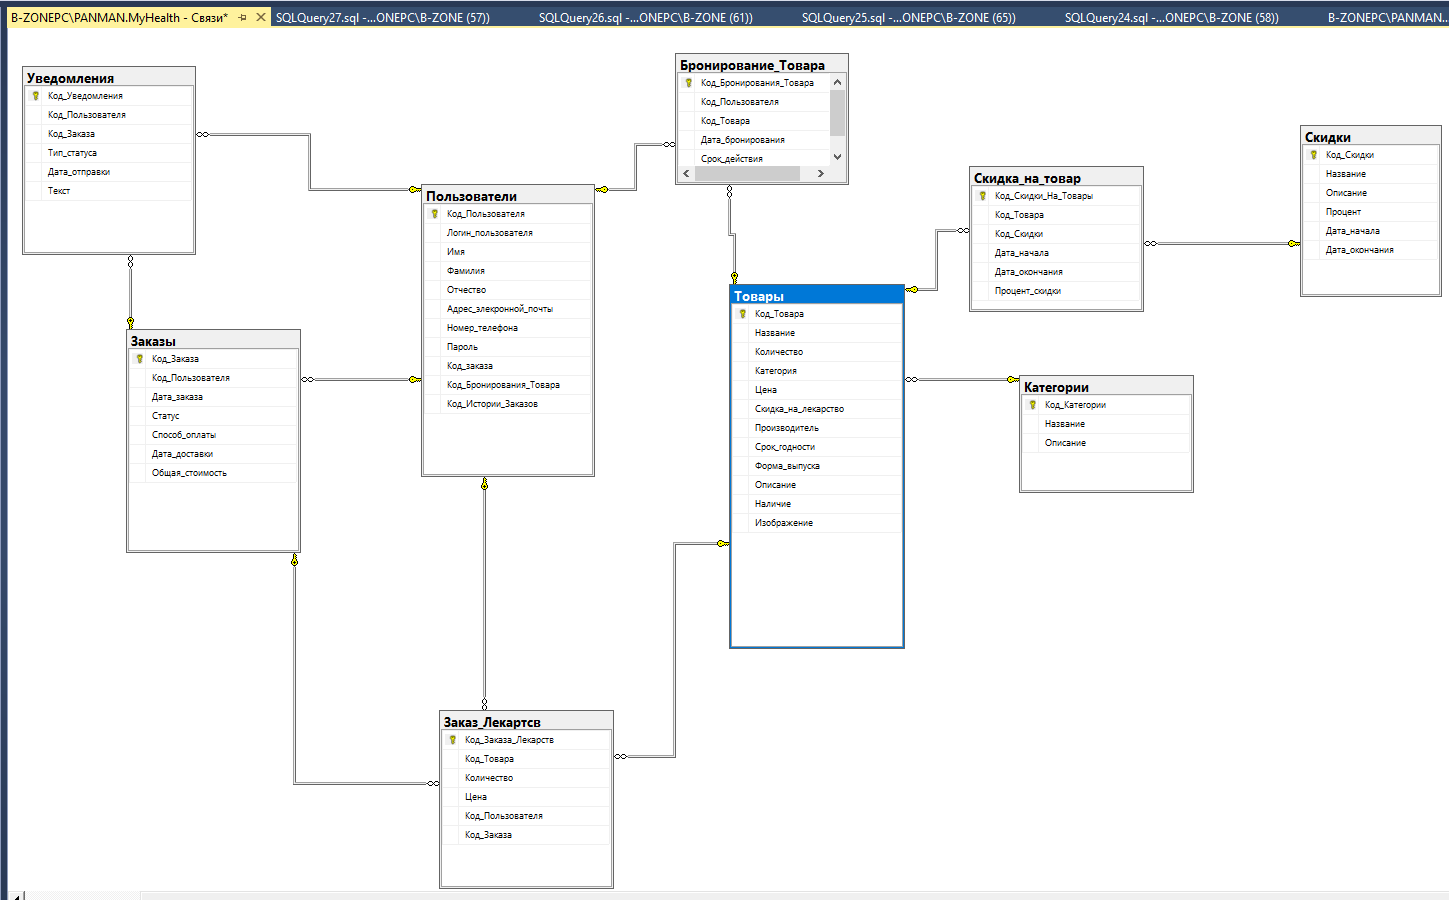 B-ZONEPC\PANMAN.MyHealth - Связи*
SQLQuery27.sql -...ONEPC\B-ZONE (57))
SQLQuery26.sql -...ONEPC\B-ZONE (61))
SQLQuery25.sql -...ONEPC\B-ZONE (65))
SQLQuery24.sql -...ONEPC\B-ZONE (58))
B-ZONEPC\PANMAN...
Уведомления
Код_Уведомления
Код_Пользователя
Код_Заказа
Тип_статуса
Дата_отправки
Текст
Бронирование_Товара
Код_Бронирования_Товара
Код_Пользователя
Код_Товара
Дата_бронирования
Срок_действия
Скидки
Код_Скидки
Название
Описание
Процент
Дата_начала
Дата_окончания
Скидка_на_товар
Код_Скидки_На_Товары
Код_Товара
Код_Скидки
Дата_начала
Дата_окончания
Процент_скидки
Пользователи
Код_Пользователя
Логин_пользователя
Имя
Фамилия
Отчество
Адрес_элекронной_почты
Номер_телефона
Пароль
Код_заказа
Код_Бронирования_Товара
Код_Истории_Заказов
Товары
Код_Товара
Название
Количество
Категория
Цена
Скидка_на_лекарство
Производитель
Срок_годности
Форма_выпуска
Описание
Наличие
Изображение
Заказы
Код_Заказа
Код_Пользователя
Дата_заказа
Статус
Способ_оплаты
Дата_доставки
Общая_стоимость
Категории
Код_Категории
Название
Описание
Заказ_Лекартсв
Код_Заказа_Лекарств
Код_Товара
Количество
Цена
Код_Пользователя
Код_Заказа